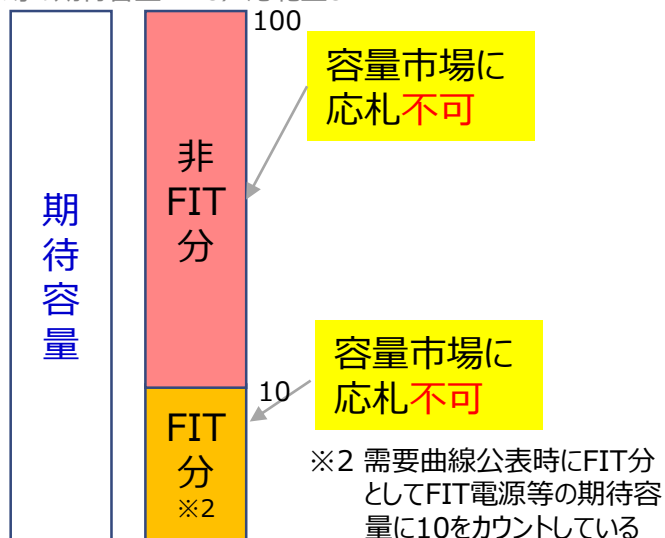 100
容量市場に
応札不可
非
FIT
分
期
待
容
量
容量市場に
応札不可
10
FIT
分
※2
※2 需要曲線公表時にFIT分
としてFIT電源等の期待容
量に10をカウントしている